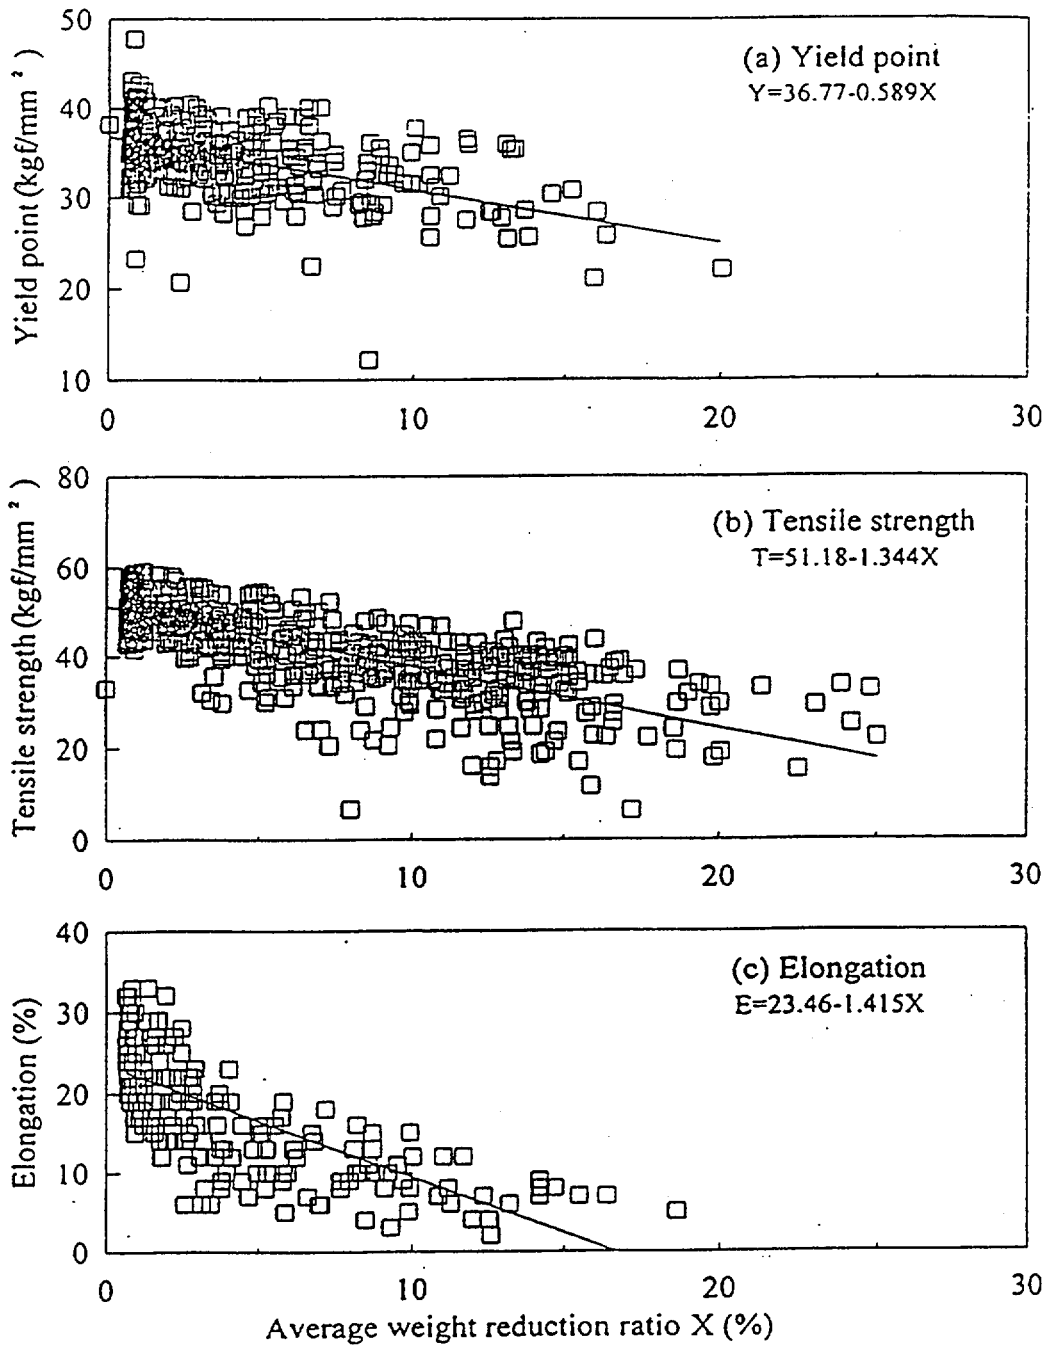 50
40
30
20
10
Yield point (kgf/mm²)
(a) Yield point
Y=36.77-0.589X
0 10 20 30
80
60
40
20
0
Tensile strength (kgf/mm²)
(b) Tensile strength
T=51.18-1.344X
0 10 20 30
40
30
20
10
0
Elongation (%)
(c) Elongation
E=23.46-1.415X
0 10 20 30
Average weight reduction ratio X (%)